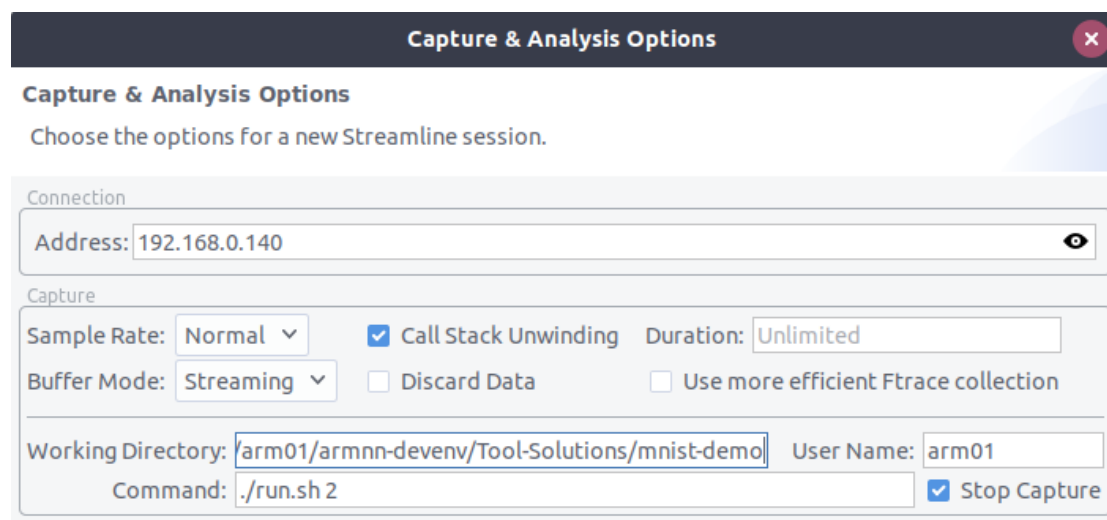 Capture & Analysis Options
Capture & Analysis Options
Choose the options for a new Streamline session.
Connection
Address: 192.168.0.140
Capture
Sample Rate: Normal Call Stack Unwinding Duration: Unlimited
Buffer Mode: Streaming Discard Data Use more efficient Ftrace collection
Working Directory: /arm01/armnn-devenv/Tool-Solutions/mnist-demo User Name: arm01
Command: ./run.sh 2 Stop Capture